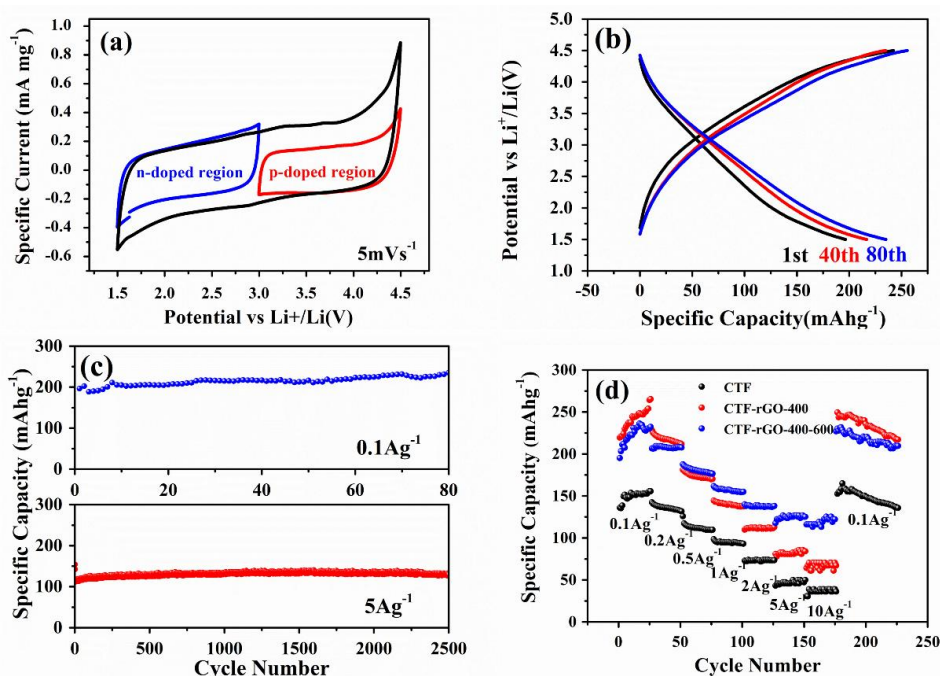 (a)
Specific Current (mA mg⁻¹)
1.0
0.8
0.6
0.4
0.2
0.0
-0.2
-0.4
-0.6
n-doped region
p-doped region
5mVs⁻¹
1.5 2.0 2.5 3.0 3.5 4.0 4.5
Potential vs Li+/Li(V)
(b)
Potential vs Li⁺/Li(V)
5.0
4.5
4.0
3.5
3.0
2.5
2.0
1.5
1.0
1st 40th 80th
-50 0 50 100 150 200 250
Specific Capacity(mAhg⁻¹)
(c)
Specific Capacity (mAhg⁻¹)
300
200
100
0
0.1Ag⁻¹
0 20 40 60 80
300
200
100
0
5Ag⁻¹
0 500 1000 1500 2000 2500
Cycle Number
(d)
Specific Capacity (mAhg⁻¹)
300
250
200
150
100
50
0
CTF
CTF-rGO-400
CTF-rGO-400-600
0.1Ag⁻¹
0.2Ag⁻¹
0.5Ag⁻¹
1Ag⁻¹
2Ag⁻¹
5Ag⁻¹
10Ag⁻¹
0.1Ag⁻¹
0 50 100 150 200 250
Cycle Number